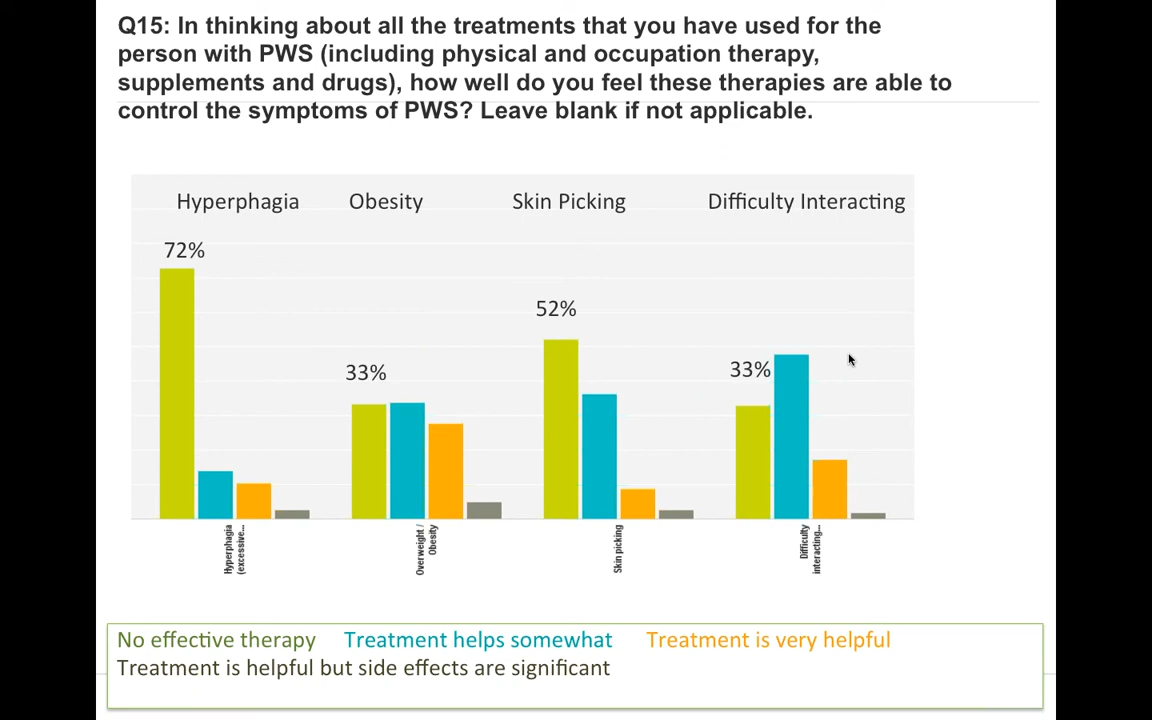 Q15: In thinking about all the treatments that you have used for the
person with PWS (including physical and occupation therapy,
supplements and drugs), how well do you feel these therapies are able to
control the symptoms of PWS? Leave blank if not applicable.
Hyperphagia Obesity Skin Picking Difficulty Interacting
72%
33%
52%
33%
Hyperphagia
(excessive...
Overweight /
Obesity
Skin picking
Difficulty
interacting...
No effective therapy Treatment helps somewhat Treatment is very helpful
Treatment is helpful but side effects are significant